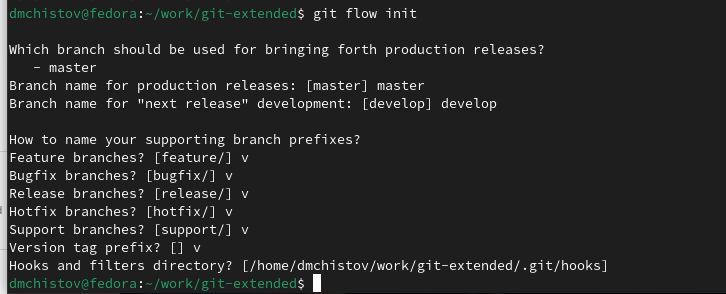 dmchistov@fedora:~/work/git-extended$ git flow init
Which branch should be used for bringing forth production releases?
   - master
Branch name for production releases: [master] master
Branch name for "next release" development: [develop] develop
How to name your supporting branch prefixes?
Feature branches? [feature/] v
Bugfix branches? [bugfix/] v
Release branches? [release/] v
Hotfix branches? [hotfix/] v
Support branches? [support/] v
Version tag prefix? [] v
Hooks and filters directory? [/home/dmchistov/work/git-extended/.git/hooks]
dmchistov@fedora:~/work/git-extended$